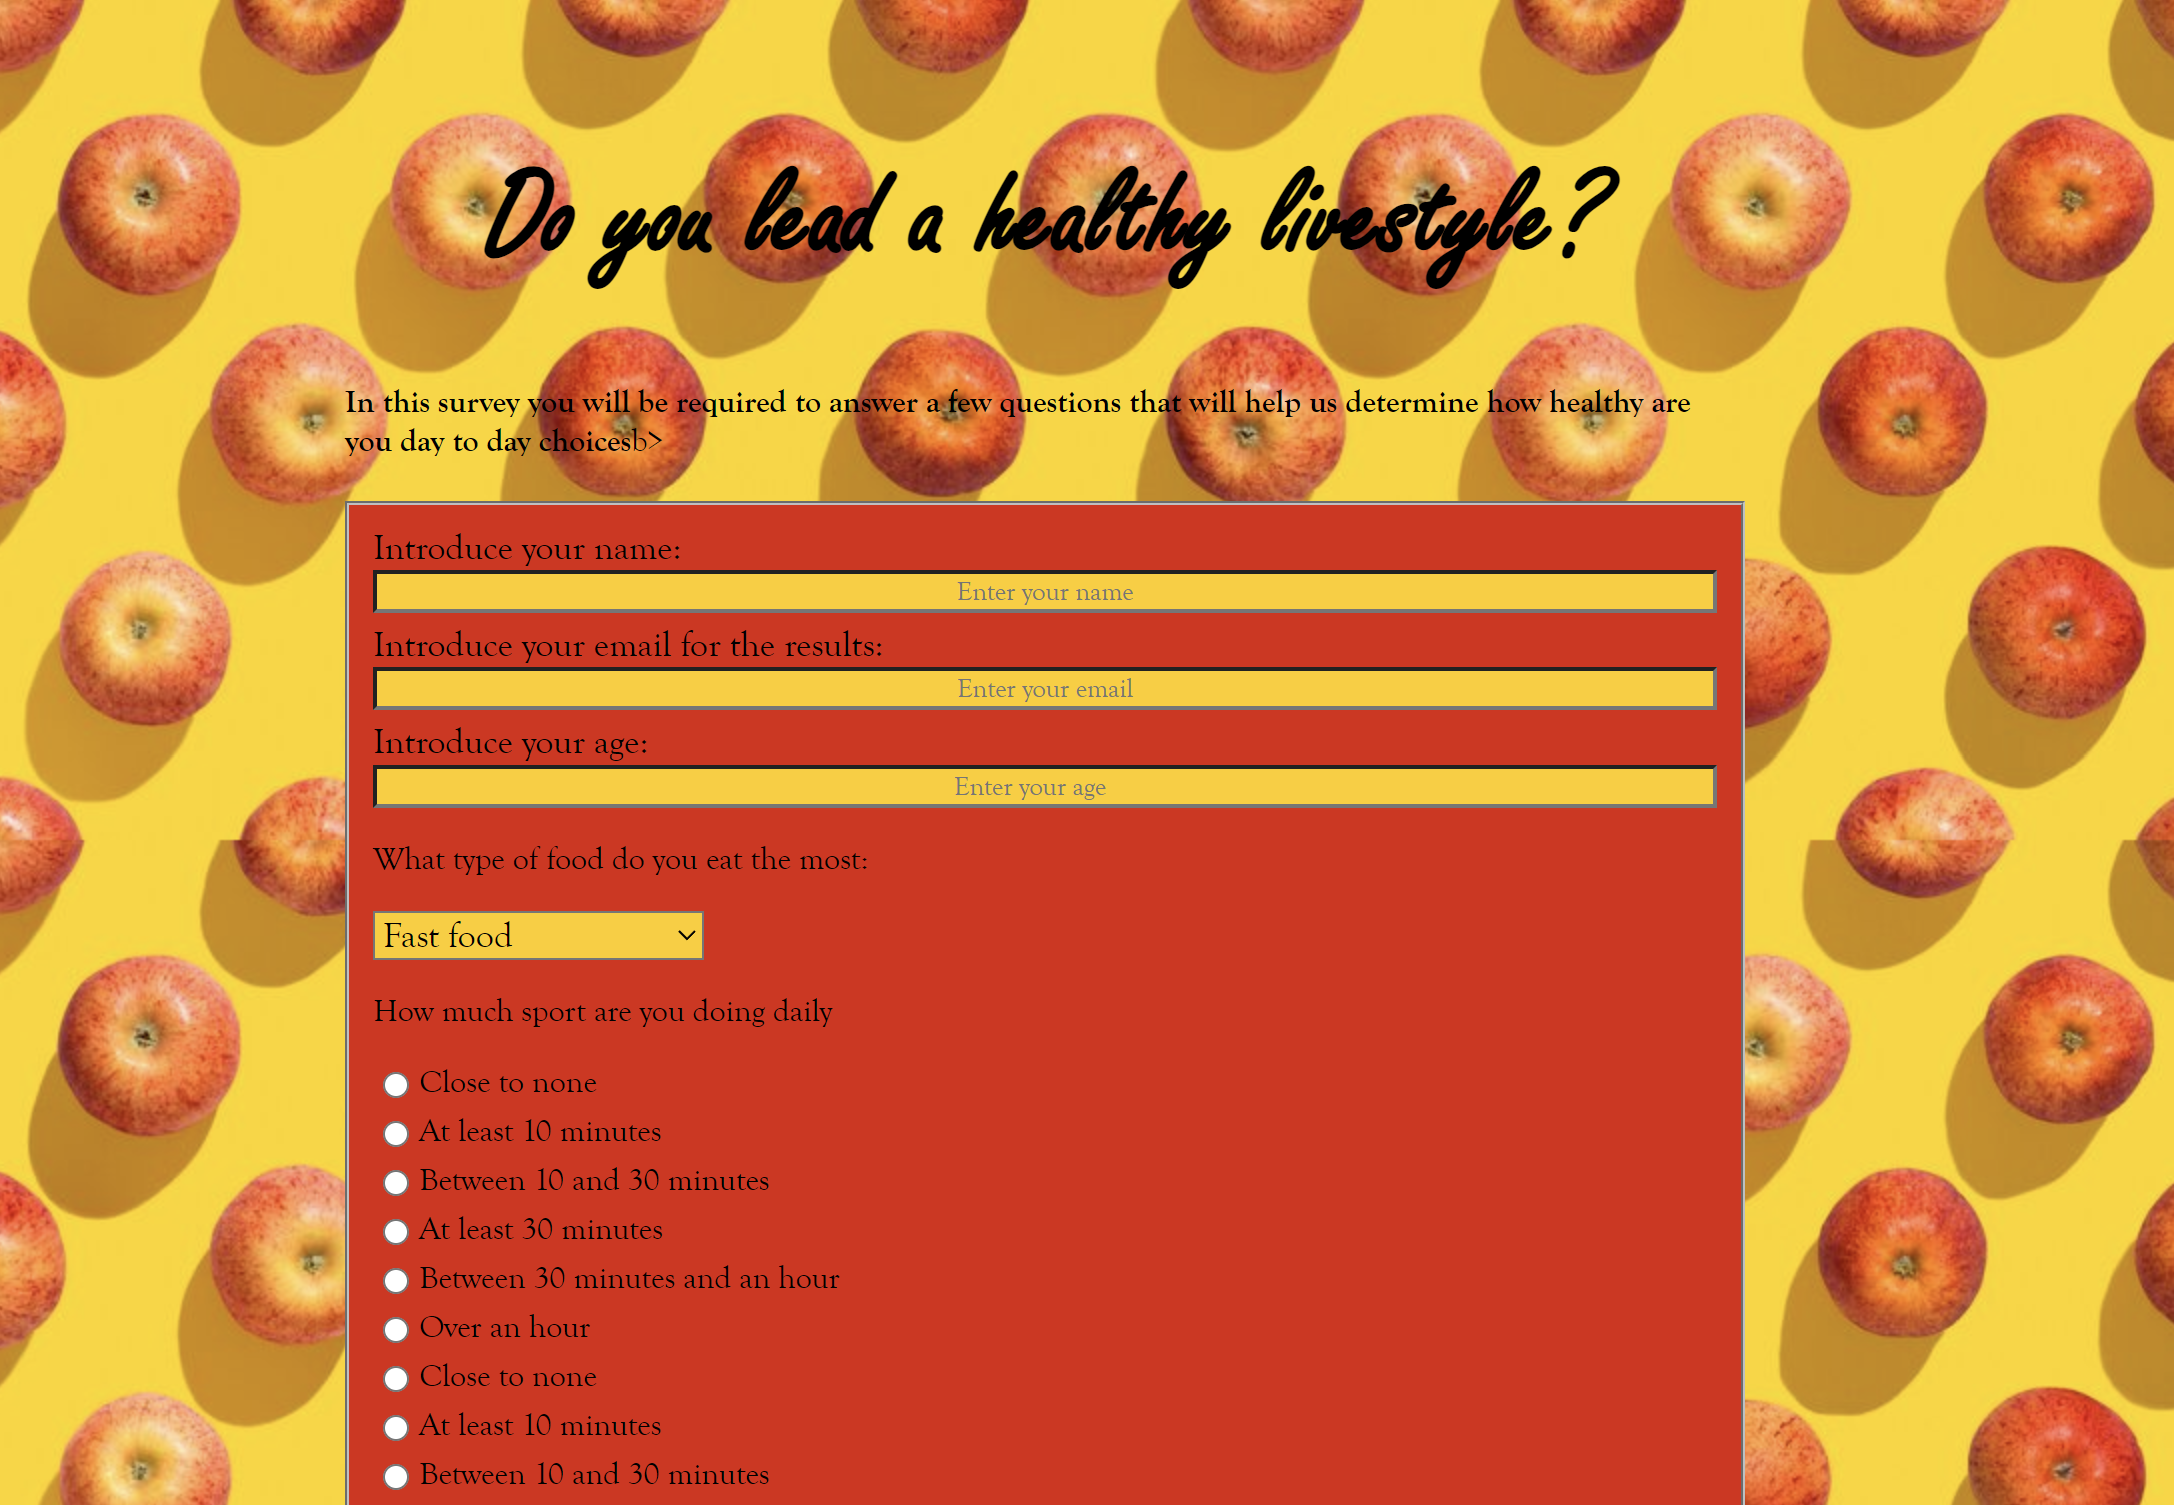 Do you lead a healthy livestyle?
In this survey you will be required to answer a few questions that will help us determine how healthy are
you day to day choicesb>
Introduce your name:
Enter your name
Introduce your email for the results:
Enter your email
Introduce your age:
Enter your age
What type of food do you eat the most:
Fast food
How much sport are you doing daily
Close to none
At least 10 minutes
Between 10 and 30 minutes
At least 30 minutes
Between 30 minutes and an hour
Over an hour
Close to none
At least 10 minutes
Between 10 and 30 minutes